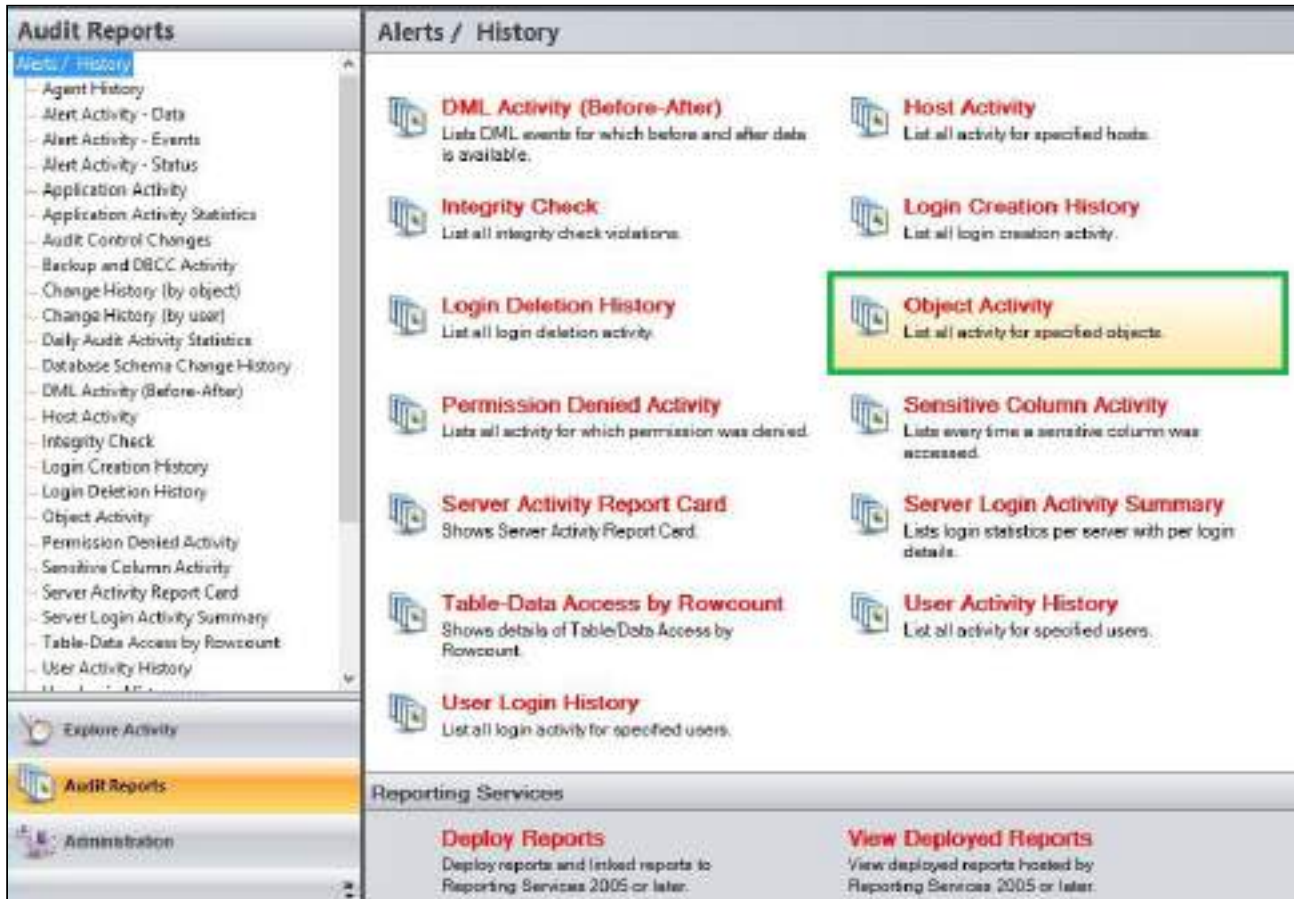 Audit Reports
Alerts / History
Agent History
Alert Activity - Data
Alert Activity - Events
Alert Activity - Status
Application Activity
Application Activity Statistics
Audit Control Changes
Backup and DBCC Activity
Change History (by object)
Change History (by user)
Daily Audit Activity Statistics
Database Schema Change History
DML Activity (Before-After)
Host Activity
Integrity Check
Login Creation History
Login Deletion History
Object Activity
Permission Denied Activity
Sensitive Column Activity
Server Activity Report Card
Server Login Activity Summary
Table-Data Access by Rowcount
User Activity History
Explore Activity
Audit Reports
Administration
Alerts / History
DML Activity (Before-After)
Lists DML events for which before and after data
is available.
Host Activity
List all activity for specified hosts.
Integrity Check
List all integrity check violations.
Login Creation History
List all login creation activity.
Login Deletion History
List all login deletion activity.
Object Activity
List all activity for specified objects.
Permission Denied Activity
Lists all activity for which permission was denied.
Sensitive Column Activity
Lists every time a sensitive column was
accessed.
Server Activity Report Card
Shows Server Activity Report Card.
Server Login Activity Summary
Lists login statistics per server with per login
details.
Table-Data Access by Rowcount
Shows details of Table/Data Access by
Rowcount.
User Activity History
List all activity for specified users.
User Login History
List all login activity for specified users.
Reporting Services
Deploy Reports
Deploy reports and linked reports to
Reporting Services 2005 or later.
View Deployed Reports
View deployed reports hosted by
Reporting Services 2005 or later.